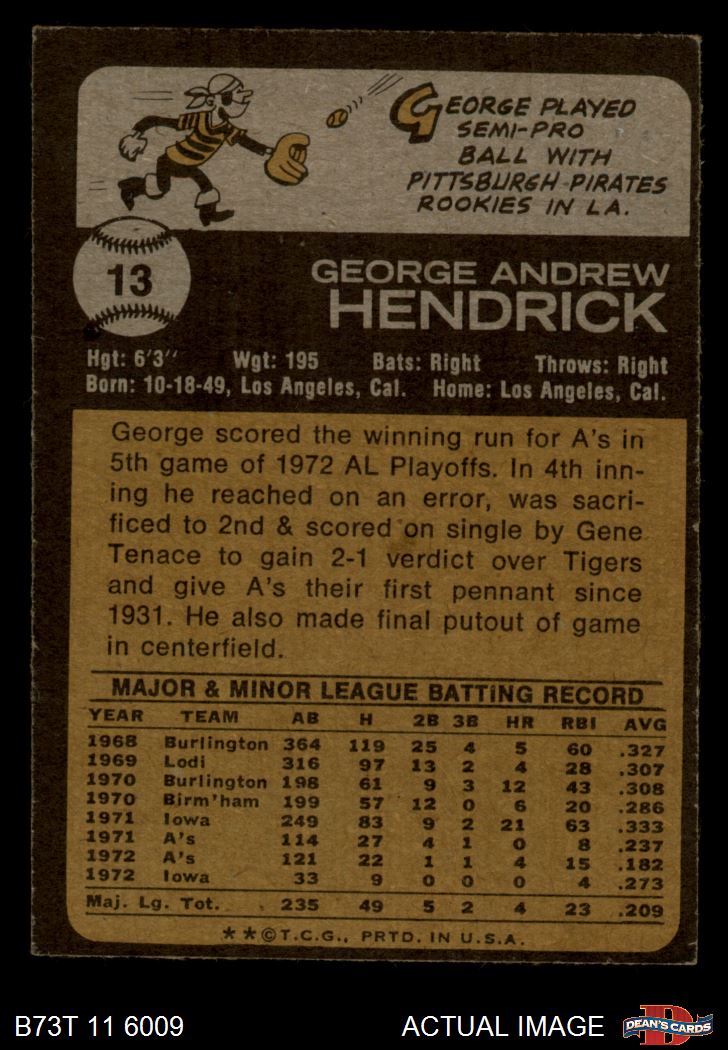 GEORGE PLAYED
SEMI-PRO
BALL WITH
PITTSBURGH PIRATES
ROOKIES IN LA.
13
GEORGE ANDREW
HENDRICK
Hgt: 6'3" Wgt: 195 Bats: Right Throws: Right
Born: 10-18-49, Los Angeles, Cal. Home: Los Angeles, Cal.
George scored the winning run for A's in
5th game of 1972 AL Playoffs. In 4th inn-
ing he reached on an error, was sacri-
ficed to 2nd & scored on single by Gene
Tenace to gain 2-1 verdict over Tigers
and give A's their first pennant since
1931. He also made final putout of game
in centerfield.
MAJOR & MINOR LEAGUE BATTING RECORD
YEAR TEAM AB H 2B 3B HR RBI AVG
1968 Burlington 364 119 25 4 5 60 .327
1969 Lodi 316 97 13 2 4 28 .307
1970 Burlington 198 61 9 3 12 43 .308
1970 Birm'ham 199 57 12 0 6 20 .286
1971 Iowa 249 83 9 2 21 63 .333
1971 A's 114 27 4 1 0 8 .237
1972 A's 121 22 1 1 4 15 .182
1972 Iowa 33 9 0 0 0 4 .273
Maj. Lg. Tot. 235 49 5 2 4 23 .209
**©T.C.G., PRTD. IN U.S.A.
B73T 11 6009 ACTUAL IMAGE D DEAN'S CARDS